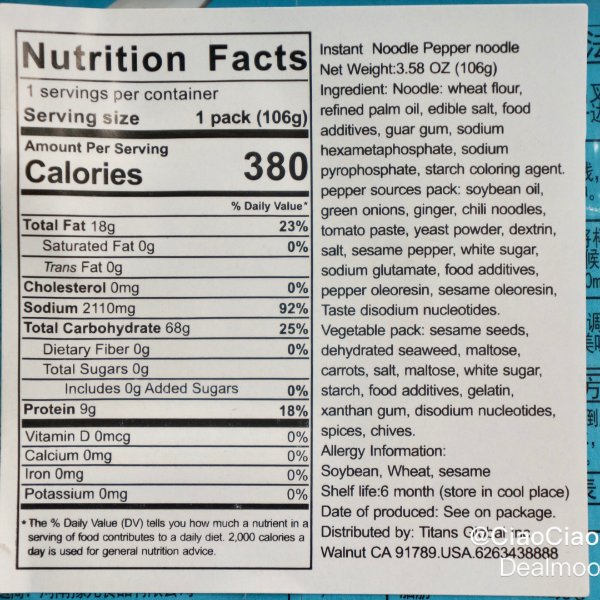 Nutrition Facts
1 servings per container
Serving size 1 pack (106g)
Amount Per Serving
Calories 380
% Daily Value*
Total Fat 18g 23%
Saturated Fat 0g 0%
Trans Fat 0g
Cholesterol 0mg 0%
Sodium 2110mg 92%
Total Carbohydrate 68g 25%
Dietary Fiber 0g 0%
Total Sugars 0g
Includes 0g Added Sugars 0%
Protein 9g 18%
Vitamin D 0mcg 0%
Calcium 0mg 0%
Iron 0mg 0%
Potassium 0mg 0%
* The % Daily Value (DV) tells you how much a nutrient in a
serving of food contributes to a daily diet. 2,000 calories a
day is used for general nutrition advice.
Instant Noodle Pepper noodle
Net Weight:3.58 OZ (106g)
Ingredient: Noodle: wheat flour,
refined palm oil, edible salt, food
additives, guar gum, sodium
hexametaphosphate, sodium
pyrophosphate, starch coloring agent.
pepper sources pack: soybean oil,
green onions, ginger, chili noodles,
tomato paste, yeast powder, dextrin,
salt, sesame pepper, white sugar,
sodium glutamate, food additives,
pepper oleoresin, sesame oleoresin,
Taste disodium nucleotides.
Vegetable pack: sesame seeds,
dehydrated seaweed, maltose,
carrots, salt, maltose, white sugar,
starch, food additives, gelatin,
xanthan gum, disodium nucleotides,
spices, chives.
Allergy Information:
Soybean, Wheat, sesame
Shelf life:6 month (store in cool place)
Date of produced: See on package.
Distributed by: Titans Global Inc
Walnut CA 91789.USA.6263438888
@CiaoCiao
Dealmoo
法
调
方
到
表